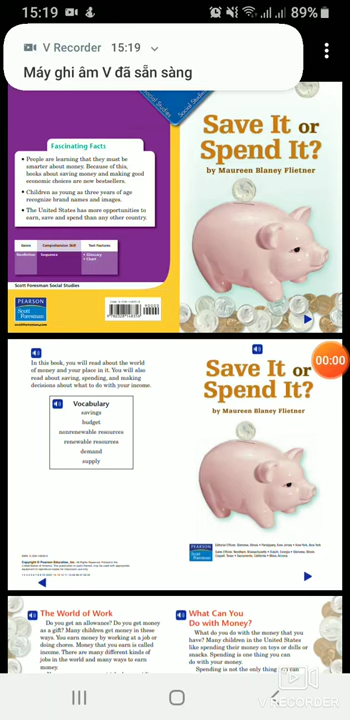 15:19
89%
V Recorder 15:19
Máy ghi âm V đã sẵn sàng
Social Studies
Social Studies
Fascinating Facts
• People are learning that they must be
smarter about money. Because of this,
books about saving money and making good
economic choices are now bestsellers.
• Children as young as three years of age
recognize brand names and images.
• The United States has more opportunities to
earn, save and spend than any other country.
Genre
Comprehension Skill
Text Features
Nonfiction
Sequence
• Glossary
• Chart
Scott Foresman Social Studies
PEARSON
Scott
Foresman
Save It or
Spend It?
by Maureen Blaney Flietner
00:00
In this book, you will read about the world
of money and your place in it. You will also
read about saving, spending, and making
decisions about what to do with your income.
Vocabulary
savings
budget
nonrenewable resources
renewable resources
demand
supply
Save It or
Spend It?
by Maureen Blaney Flietner
The World of Work
Do you get an allowance? Do you get money
as a gift? Many children get money in these
ways. You earn money by working at a job or
doing chores. Money that you earn is called
income. There are many different kinds of
jobs in the world and many ways to earn
money.
What Can You
Do with Money?
What do you do with the money that you
have? Many children in the United States
like spending their money on toys or dolls or
snacks. Spending is one thing you can
do with your money.
Spending is not the only thing you can
V RECORDER